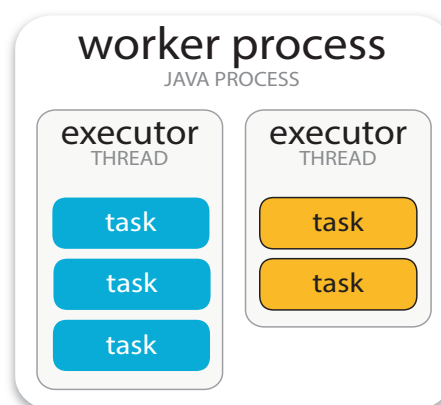 worker process
JAVA PROCESS
executor
THREAD
task
task
task
executor
THREAD
task
task